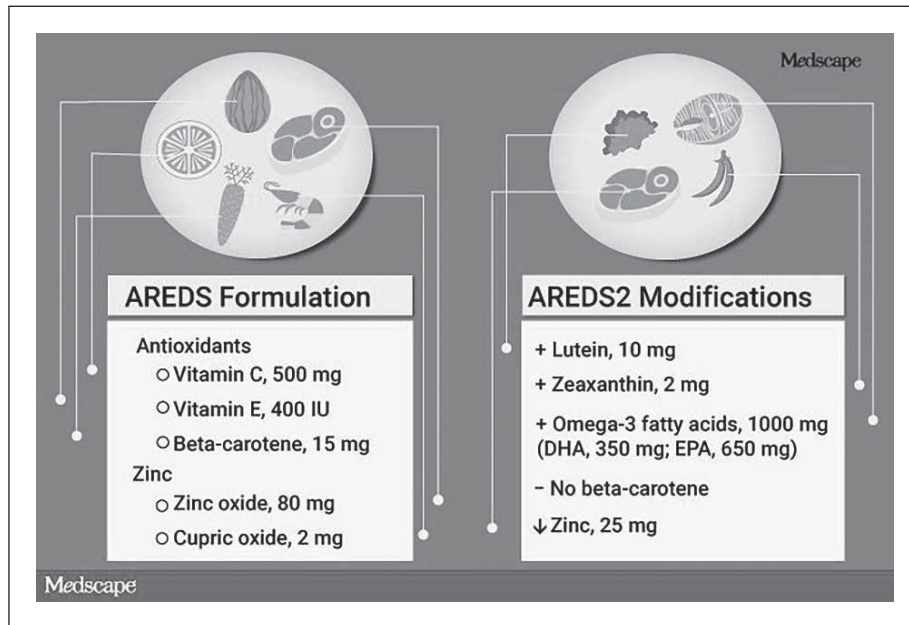 Medscape
AREDS Formulation
Antioxidants
Vitamin C, 500 mg
Vitamin E, 400 IU
Beta-carotene, 15 mg
Zinc
Zinc oxide, 80 mg
Cupric oxide, 2 mg
AREDS2 Modifications
+ Lutein, 10 mg
+ Zeaxanthin, 2 mg
+ Omega-3 fatty acids, 1000 mg
(DHA, 350 mg; EPA, 650 mg)
− No beta-carotene
↓ Zinc, 25 mg
Medscape